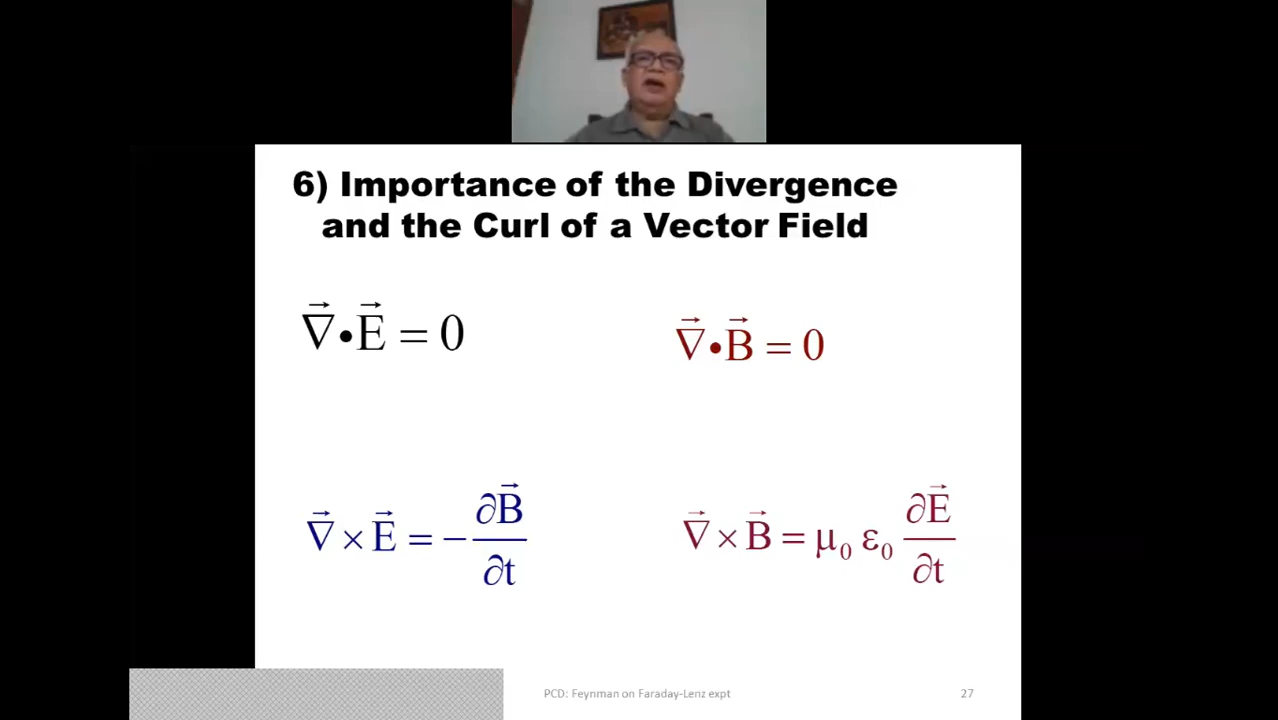 6) Importance of the Divergence
and the Curl of a Vector Field
∇⃗•E⃗ = 0
∇⃗•B⃗ = 0
∇⃗×E⃗ = −∂B⃗/∂t
∇⃗×B⃗ = μ₀ ε₀ ∂E⃗/∂t
PCD: Feynman on Faraday-Lenz expt
27